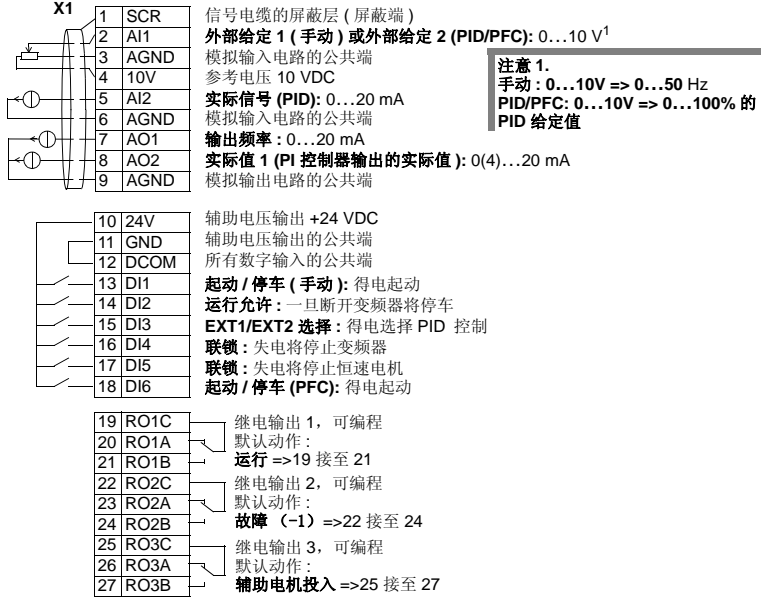 X1
1 SCR 信号电缆的屏蔽层 ( 屏蔽端 )
2 AI1 外部给定 1 ( 手动 ) 或外部给定 2 (PID/PFC): 0…10 V1
3 AGND 模拟输入电路的公共端
4 10V 参考电压 10 VDC
5 AI2 实际信号 (PID): 0…20 mA
6 AGND 模拟输入电路的公共端
7 AO1 输出频率 : 0…20 mA
8 AO2 实际值 1 (PI 控制器输出的实际值 ): 0(4)…20 mA
9 AGND 模拟输出电路的公共端
注意 1.
手动 : 0…10V => 0…50 Hz
PID/PFC: 0…10V => 0…100% 的
PID 给定值
10 24V 辅助电压输出 +24 VDC
11 GND 辅助电压输出的公共端
12 DCOM 所有数字输入的公共端
13 DI1 起动 / 停车 ( 手动 ): 得电起动
14 DI2 运行允许 : 一旦断开变频器将停车
15 DI3 EXT1/EXT2 选择 : 得电选择 PID 控制
16 DI4 联锁 : 失电将停止变频器
17 DI5 联锁 : 失电将停止恒速电机
18 DI6 起动 / 停车 (PFC): 得电起动
19 RO1C 继电输出 1，可编程
20 RO1A 默认动作 :
21 RO1B 运行 =>19 接至 21
22 RO2C 继电输出 2，可编程
23 RO2A 默认动作 :
24 RO2B 故障 （-1）=>22 接至 24
25 RO3C 继电输出 3，可编程
26 RO3A 默认动作 :
27 RO3B 辅助电机投入 =>25 接至 27